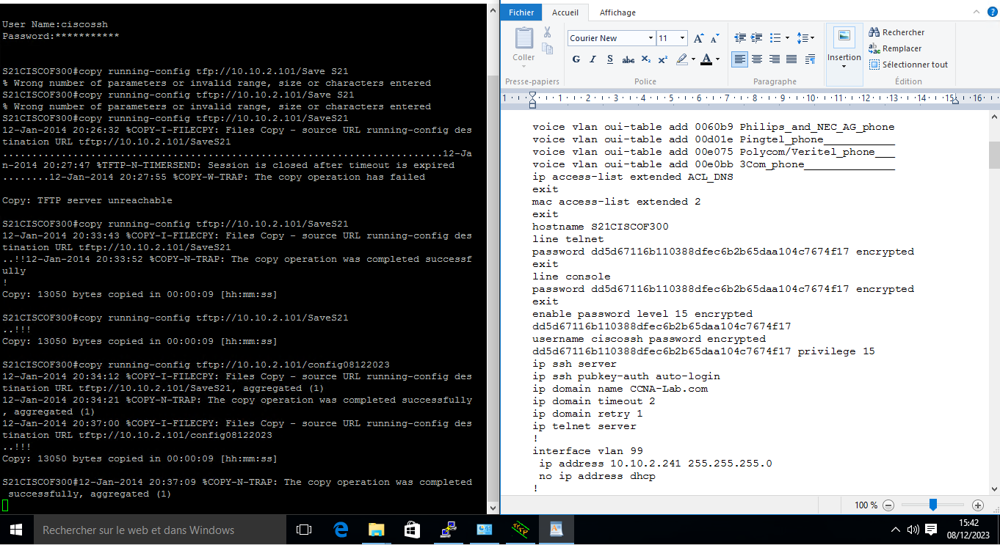 User Name:ciscossh
Password:***********
S21CISCOF300#copy running-config tfp://10.10.2.101/Save S21
% Wrong number of parameters or invalid range, size or characters entered
S21CISCOF300#copy running-config tftp://10.10.2.101/Save S21
% Wrong number of parameters or invalid range, size or characters entered
S21CISCOF300#copy running-config tftp://10.10.2.101/SaveS21
12-Jan-2014 20:26:32 %COPY-I-FILECPY: Files Copy - source URL running-config des
tination URL tftp://10.10.2.101/SaveS21
...........................................................................12-Ja
n-2014 20:27:47 %TFTP-N-TIMERSEND: Session is closed after timeout is expired
........12-Jan-2014 20:27:55 %COPY-W-TRAP: The copy operation has failed
Copy: TFTP server unreachable
S21CISCOF300#copy running-config tftp://10.10.2.101/SaveS21
12-Jan-2014 20:33:43 %COPY-I-FILECPY: Files Copy - source URL running-config des
tination URL tftp://10.10.2.101/SaveS21
..!!12-Jan-2014 20:33:52 %COPY-N-TRAP: The copy operation was completed successf
ully
!
Copy: 13050 bytes copied in 00:00:09 [hh:mm:ss]
S21CISCOF300#copy running-config tftp://10.10.2.101/SaveS21
..!!!
Copy: 13050 bytes copied in 00:00:09 [hh:mm:ss]
S21CISCOF300#copy running-config tftp://10.10.2.101/config08122023
12-Jan-2014 20:34:12 %COPY-I-FILECPY: Files Copy - source URL running-config des
tination URL tftp://10.10.2.101/SaveS21, aggregated (1)
12-Jan-2014 20:34:21 %COPY-N-TRAP: The copy operation was completed successfully
, aggregated (1)
12-Jan-2014 20:37:00 %COPY-I-FILECPY: Files Copy - source URL running-config des
tination URL tftp://10.10.2.101/config08122023
..!!!
Copy: 13050 bytes copied in 00:00:09 [hh:mm:ss]
S21CISCOF300#12-Jan-2014 20:37:09 %COPY-N-TRAP: The copy operation was completed
 successfully, aggregated (1)
Fichier Accueil Affichage
Coller
Presse-papiers
Courier New 11
G I S abc X₂ X²  A
Police
Paragraphe
Insertion
Rechercher
Remplacer
Sélectionner tout
Édition
1 1 2 3 4 5 6 7 8 9 10 11 12 13 14 15 16
voice vlan oui-table add 0060b9 Philips_and_NEC_AG_phone
voice vlan oui-table add 00d01e Pingtel_phone___________
voice vlan oui-table add 00e075 Polycom/Veritel_phone___
voice vlan oui-table add 00e0bb 3Com_phone______________
ip access-list extended ACL_DNS
exit
mac access-list extended 2
exit
hostname S21CISCOF300
line telnet
password dd5d67116b110388dfec6b2b65daa104c7674f17 encrypted
exit
line console
password dd5d67116b110388dfec6b2b65daa104c7674f17 encrypted
exit
enable password level 15 encrypted
dd5d67116b110388dfec6b2b65daa104c7674f17
username ciscossh password encrypted
dd5d67116b110388dfec6b2b65daa104c7674f17 privilege 15
ip ssh server
ip ssh pubkey-auth auto-login
ip domain name CCNA-Lab.com
ip domain timeout 2
ip domain retry 1
ip telnet server
!
interface vlan 99
 ip address 10.10.2.241 255.255.255.0
 no ip address dhcp
!
100 %
Rechercher sur le web et dans Windows
15:42
08/12/2023